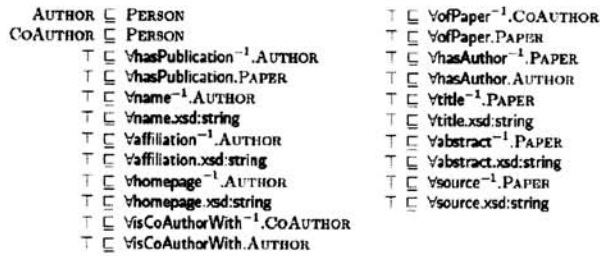 AUTHOR ⊑ PERSON
COAUTHOR ⊑ PERSON
⊤ ⊑ ∀hasPublication⁻¹.AUTHOR
⊤ ⊑ ∀hasPublication.PAPER
⊤ ⊑ ∀name⁻¹.AUTHOR
⊤ ⊑ ∀name.xsd:string
⊤ ⊑ ∀affiliation⁻¹.AUTHOR
⊤ ⊑ ∀affiliation.xsd:string
⊤ ⊑ ∀homepage⁻¹.AUTHOR
⊤ ⊑ ∀homepage.xsd:string
⊤ ⊑ ∀isCoAuthorWith⁻¹.COAUTHOR
⊤ ⊑ ∀isCoAuthorWith.AUTHOR
⊤ ⊑ ∀ofPaper⁻¹.COAUTHOR
⊤ ⊑ ∀ofPaper.PAPER
⊤ ⊑ ∀hasAuthor⁻¹.PAPER
⊤ ⊑ ∀hasAuthor.AUTHOR
⊤ ⊑ ∀title⁻¹.PAPER
⊤ ⊑ ∀title.xsd:string
⊤ ⊑ ∀abstract⁻¹.PAPER
⊤ ⊑ ∀abstract.xsd:string
⊤ ⊑ ∀source⁻¹.PAPER
⊤ ⊑ ∀source.xsd:string